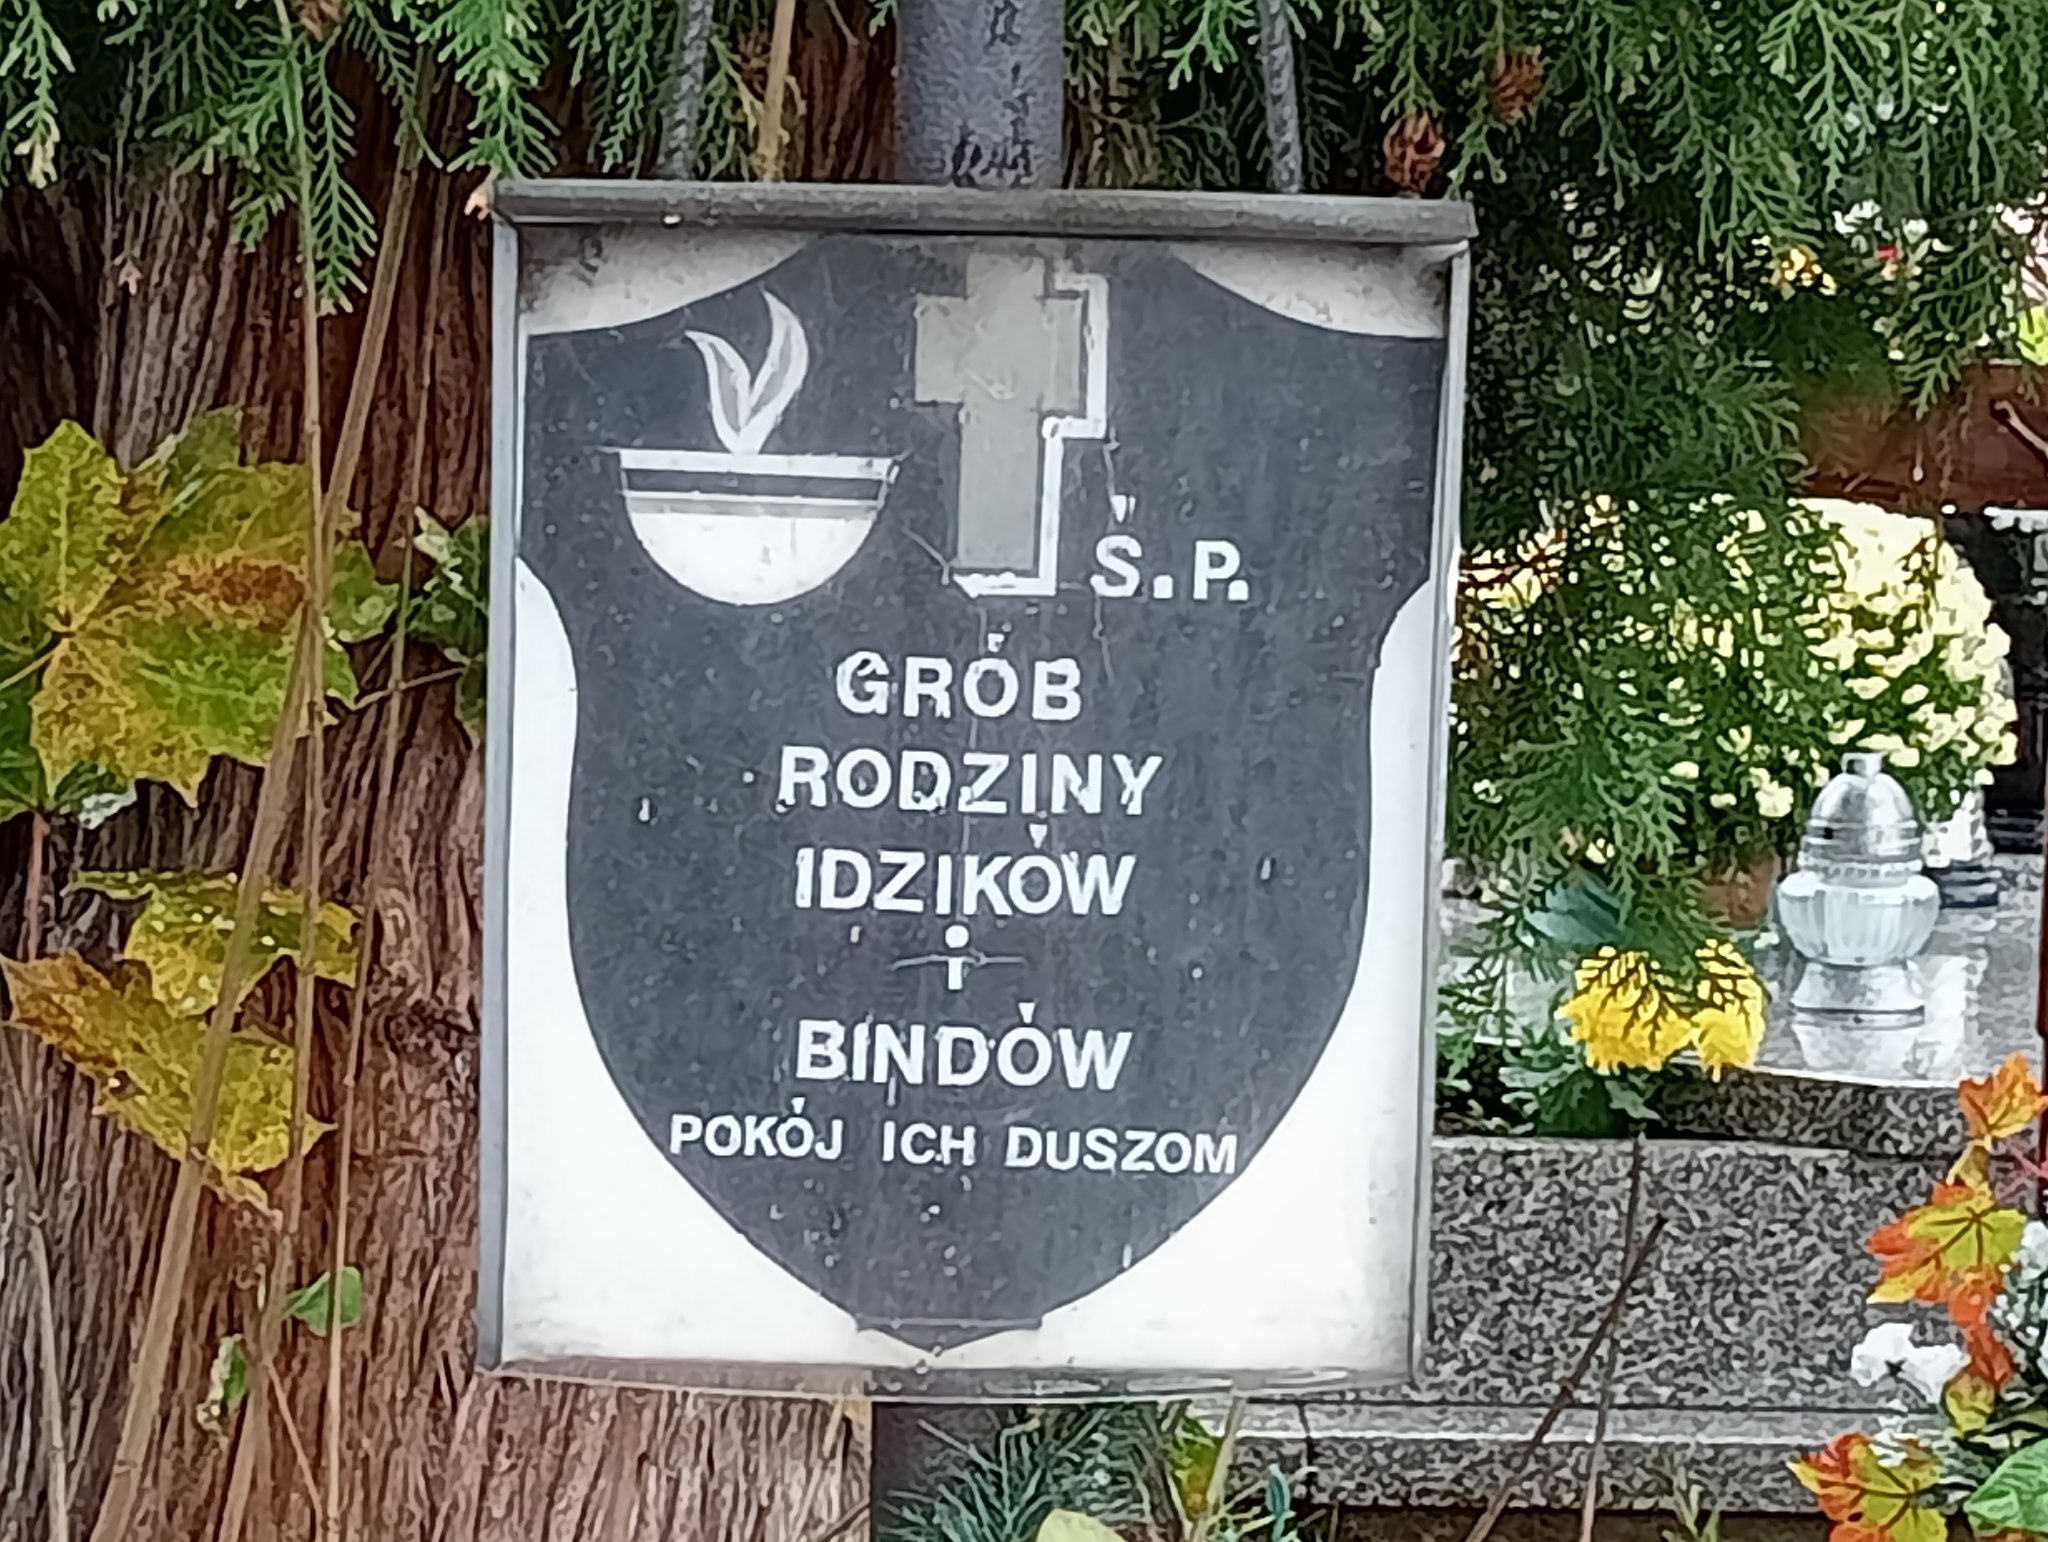 Ś.P.
GRÓB
RODZINY
IDZIKÓW
i
BINDÓW
POKÓJ ICH DUSZOM